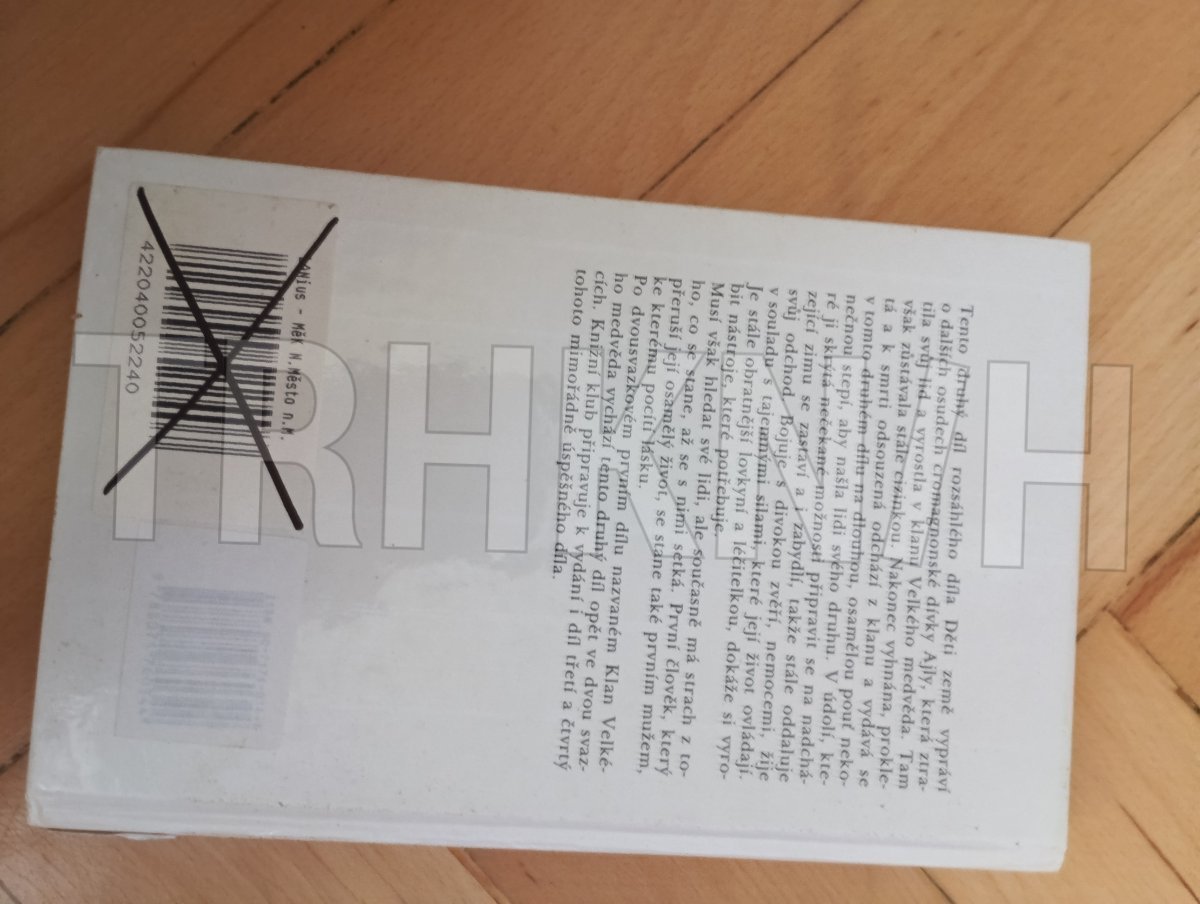 Tento druhý díl rozsáhlého díla Děti země vypráví
o dalších osudech cromagnonské dívky Ajly, která ztra-
tila svůj lid a vyrostla v klanu Velkého medvěda. Tam
však zůstávala stále cizinkou. Nakonec vyhnána, prokle-
tá a k smrti odsouzená odchází z klanu a vydává se
v tomto druhém dílu na dlouhou, osamělou pouť neko-
nečnou stepí, aby našla lidi svého druhu. V údolí, kte-
ré jí skýtá nečekané možnosti připravit se na nadchá-
zející zimu se zastaví a i zabydlí, takže stále oddaluje
svůj odchod. Bojuje s divokou zvěří, nemocemi, žije
v souladu s tajemnými silami, které její život ovládají.
Je stále obratnější lovkyní a léčitelkou, dokáže si vyro-
bit nástroje, které potřebuje.
Musí však hledat své lidi, ale současně má strach z to-
ho, co se stane, až se s nimi setká. První člověk, který
přeruší její osamělý život, se stane také prvním mužem,
ke kterému pocítí lásku.
Po dvousvazkovém prvním dílu nazvaném Klan Velké-
ho medvěda vychází tento druhý díl opět ve dvou svaz-
cích. Knižní klub připravuje k vydání i díl třetí a čtvrtý
tohoto mimořádně úspěšného díla.
LANius - MěK N.Město n.M.
422040052240
TRHKNIH